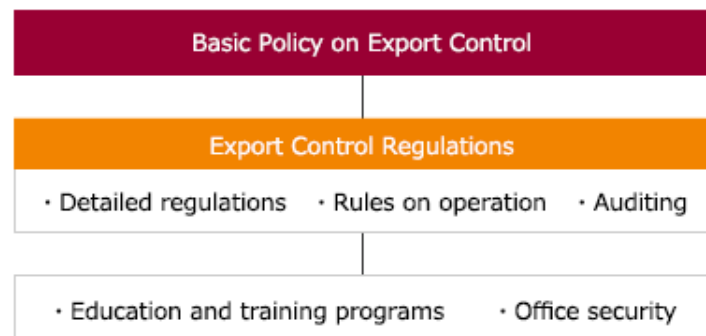 Basic Policy on Export Control
Export Control Regulations
・Detailed regulations ・Rules on operation ・Auditing
・Education and training programs ・Office security